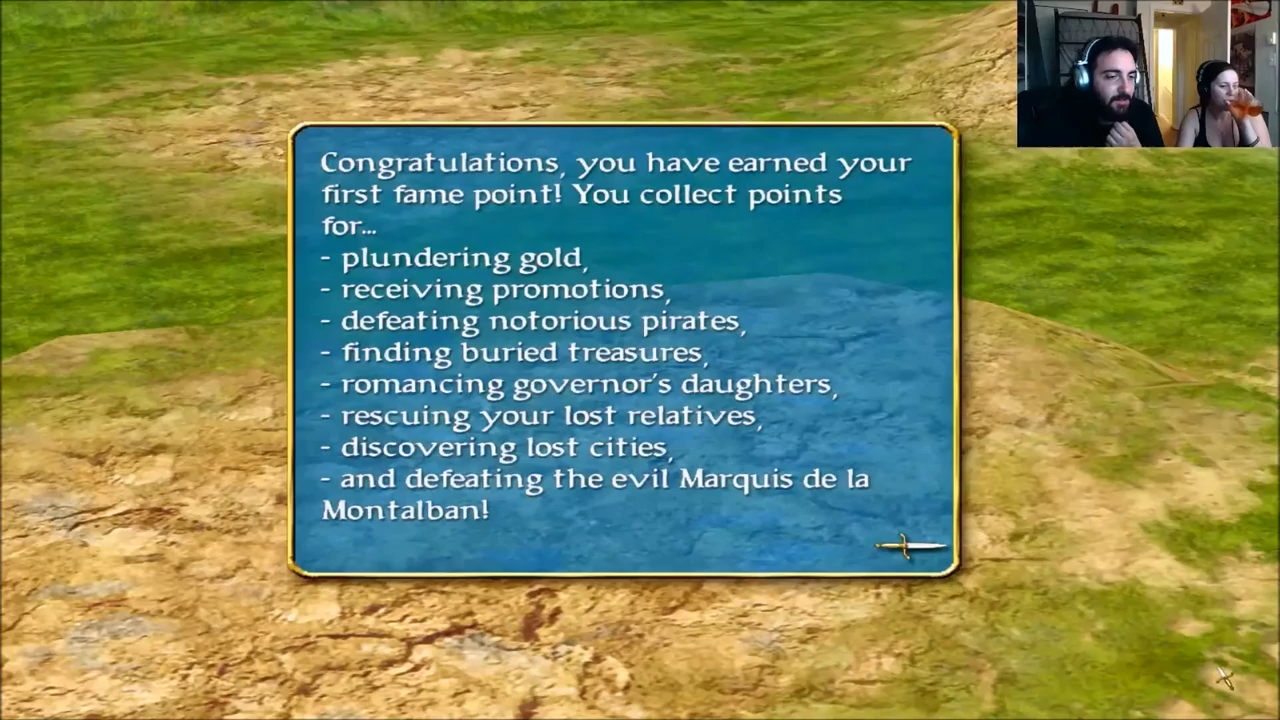 Congratulations, you have earned your
first fame point! You collect points
for...
- plundering gold,
- receiving promotions,
- defeating notorious pirates,
- finding buried treasures,
- romancing governor's daughters,
- rescuing your lost relatives,
- discovering lost cities,
- and defeating the evil Marquis de la
Montalban!